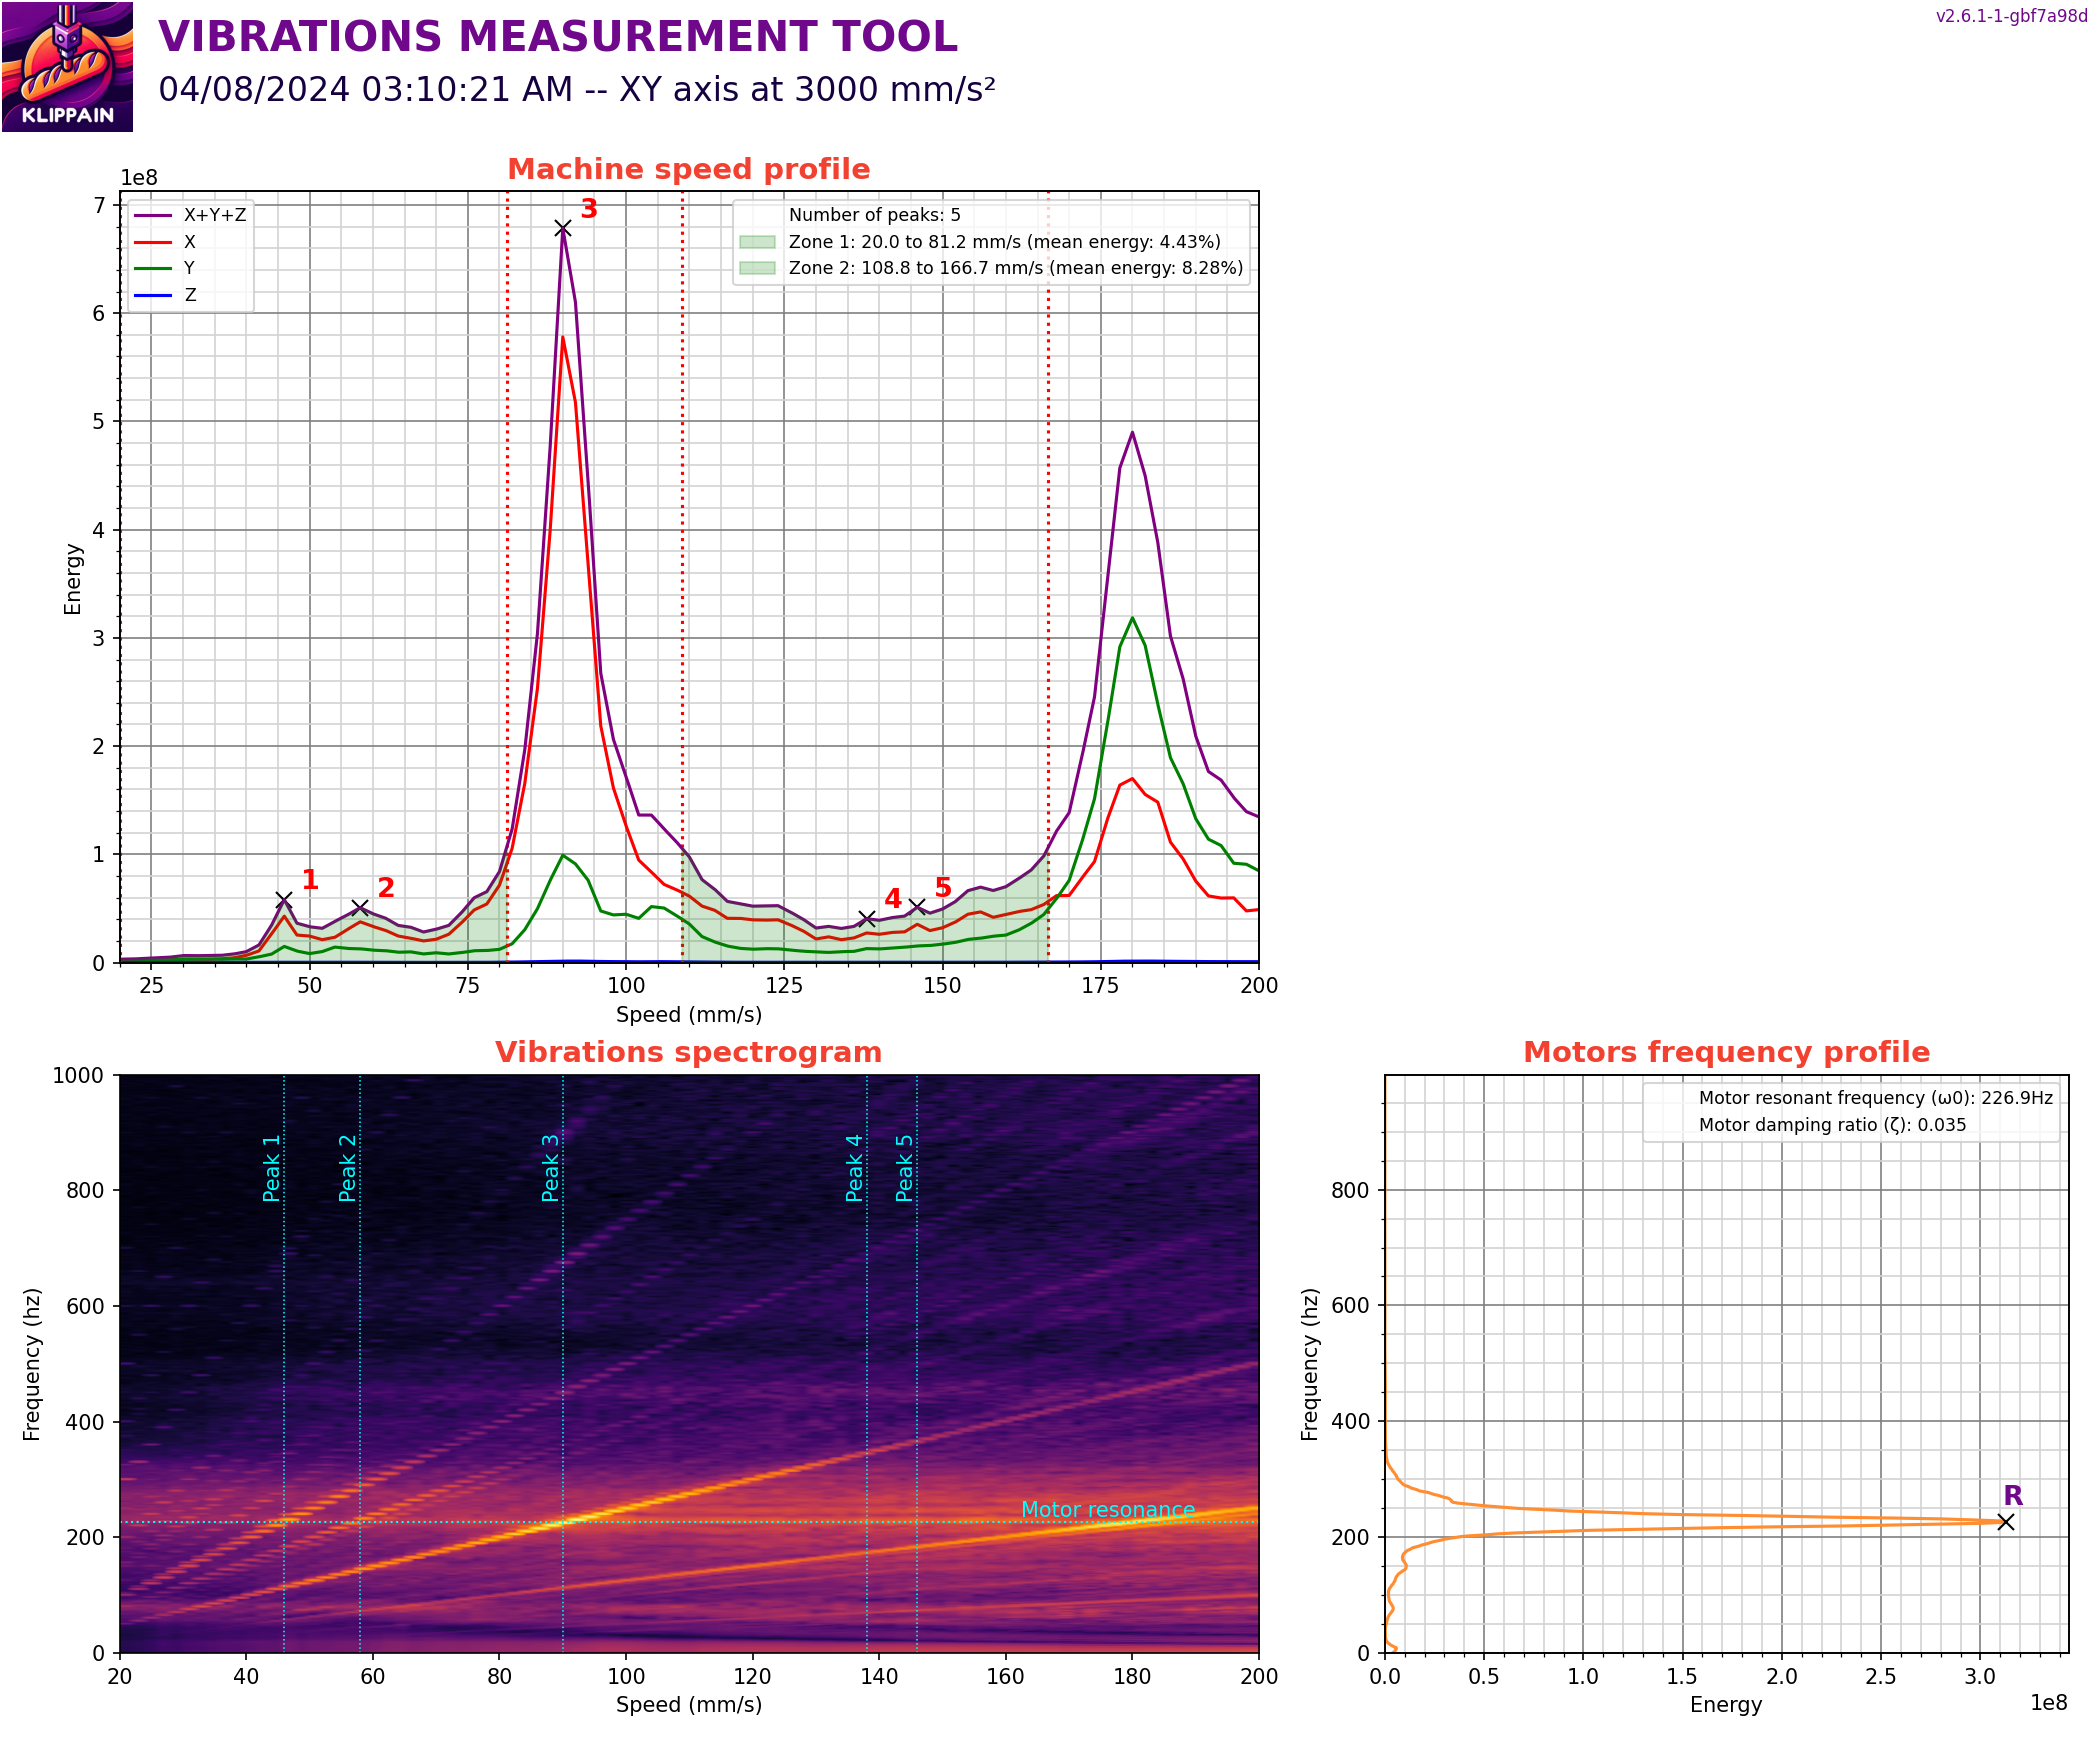 KLIPPAIN
VIBRATIONS MEASUREMENT TOOL
04/08/2024 03:10:21 AM -- XY axis at 3000 mm/s²
v2.6.1-1-gbf7a98d
Machine speed profile
1e8
X+Y+Z
X
Y
Z
Number of peaks: 5
Zone 1: 20.0 to 81.2 mm/s (mean energy: 4.43%)
Zone 2: 108.8 to 166.7 mm/s (mean energy: 8.28%)
7
6
5
4
3
2
1
0
Energy
1
2
3
4
5
25 50 75 100 125 150 175 200
Speed (mm/s)
Vibrations spectrogram
1000
800
600
400
200
0
Frequency (hz)
Peak 1
Peak 2
Peak 3
Peak 4
Peak 5
Motor resonance
20 40 60 80 100 120 140 160 180 200
Speed (mm/s)
Motors frequency profile
Motor resonant frequency (ω0): 226.9Hz
Motor damping ratio (ζ): 0.035
800
600
400
200
0
Frequency (hz)
R
0.0 0.5 1.0 1.5 2.0 2.5 3.0
Energy
1e8